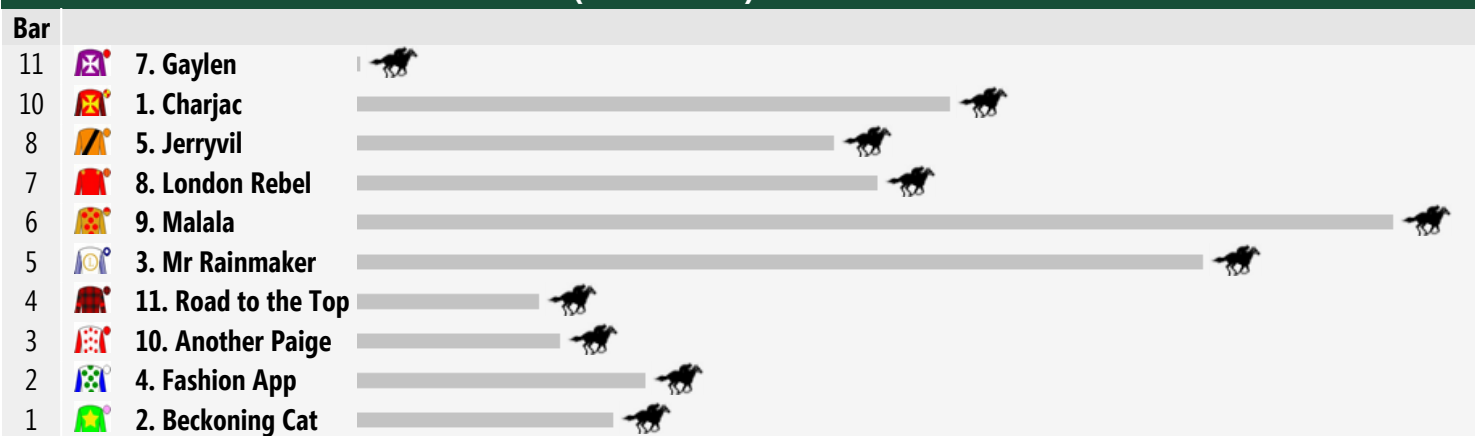 Bar
11 7. Gaylen
10 1. Charjac
8 5. Jerryvil
7 8. London Rebel
6 9. Malala
5 3. Mr Rainmaker
4 11. Road to the Top
3 10. Another Paige
2 4. Fashion App
1 2. Beckoning Cat